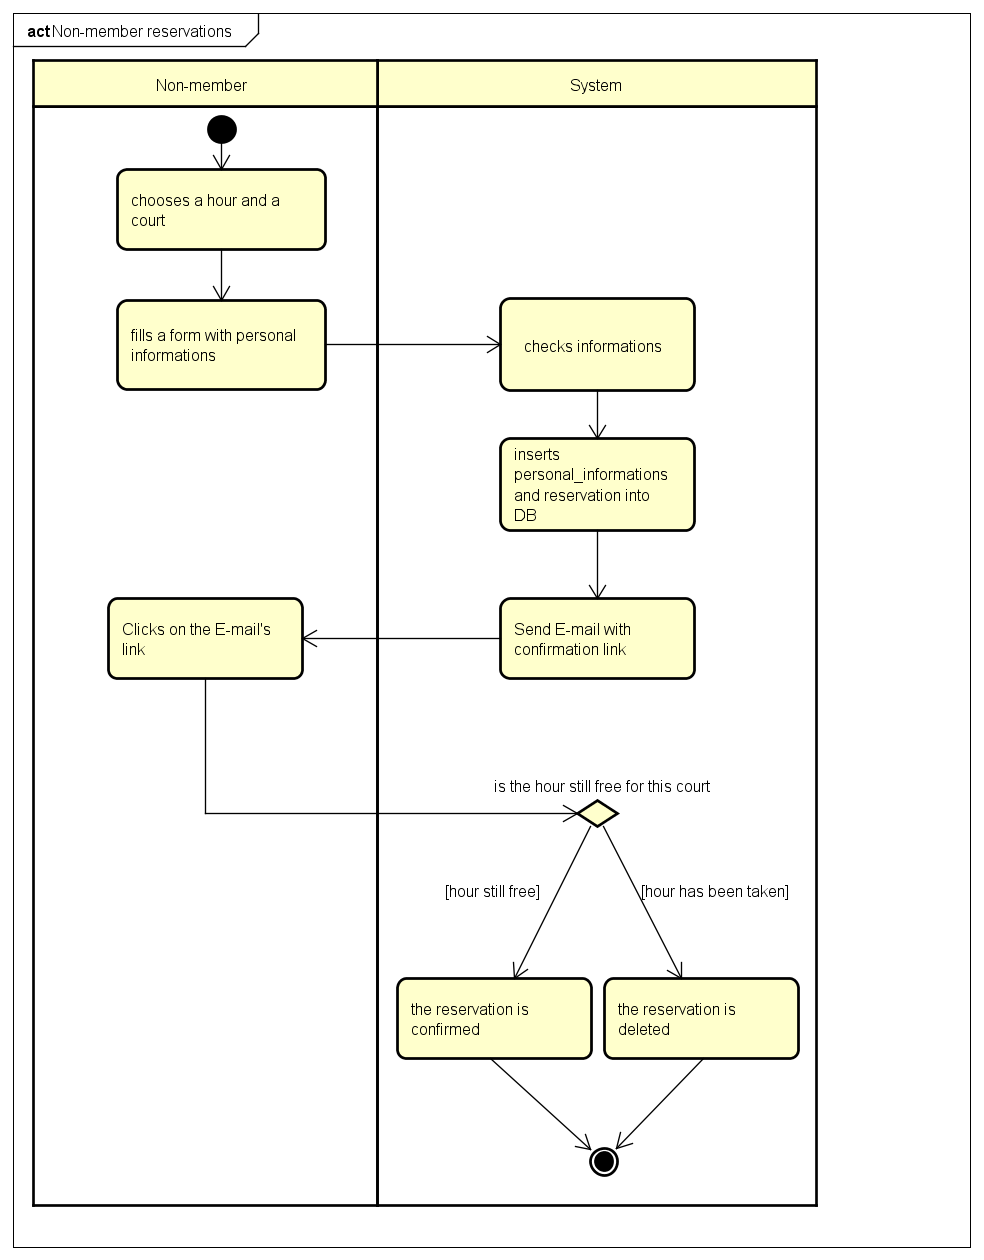 act Non-member reservations
Non-member
System
chooses a hour and a
court
fills a form with personal
informations
checks informations
inserts
personal_informations
and reservation into
DB
Clicks on the E-mail's
link
Send E-mail with
confirmation link
is the hour still free for this court
[hour still free]
[hour has been taken]
the reservation is
confirmed
the reservation is
deleted